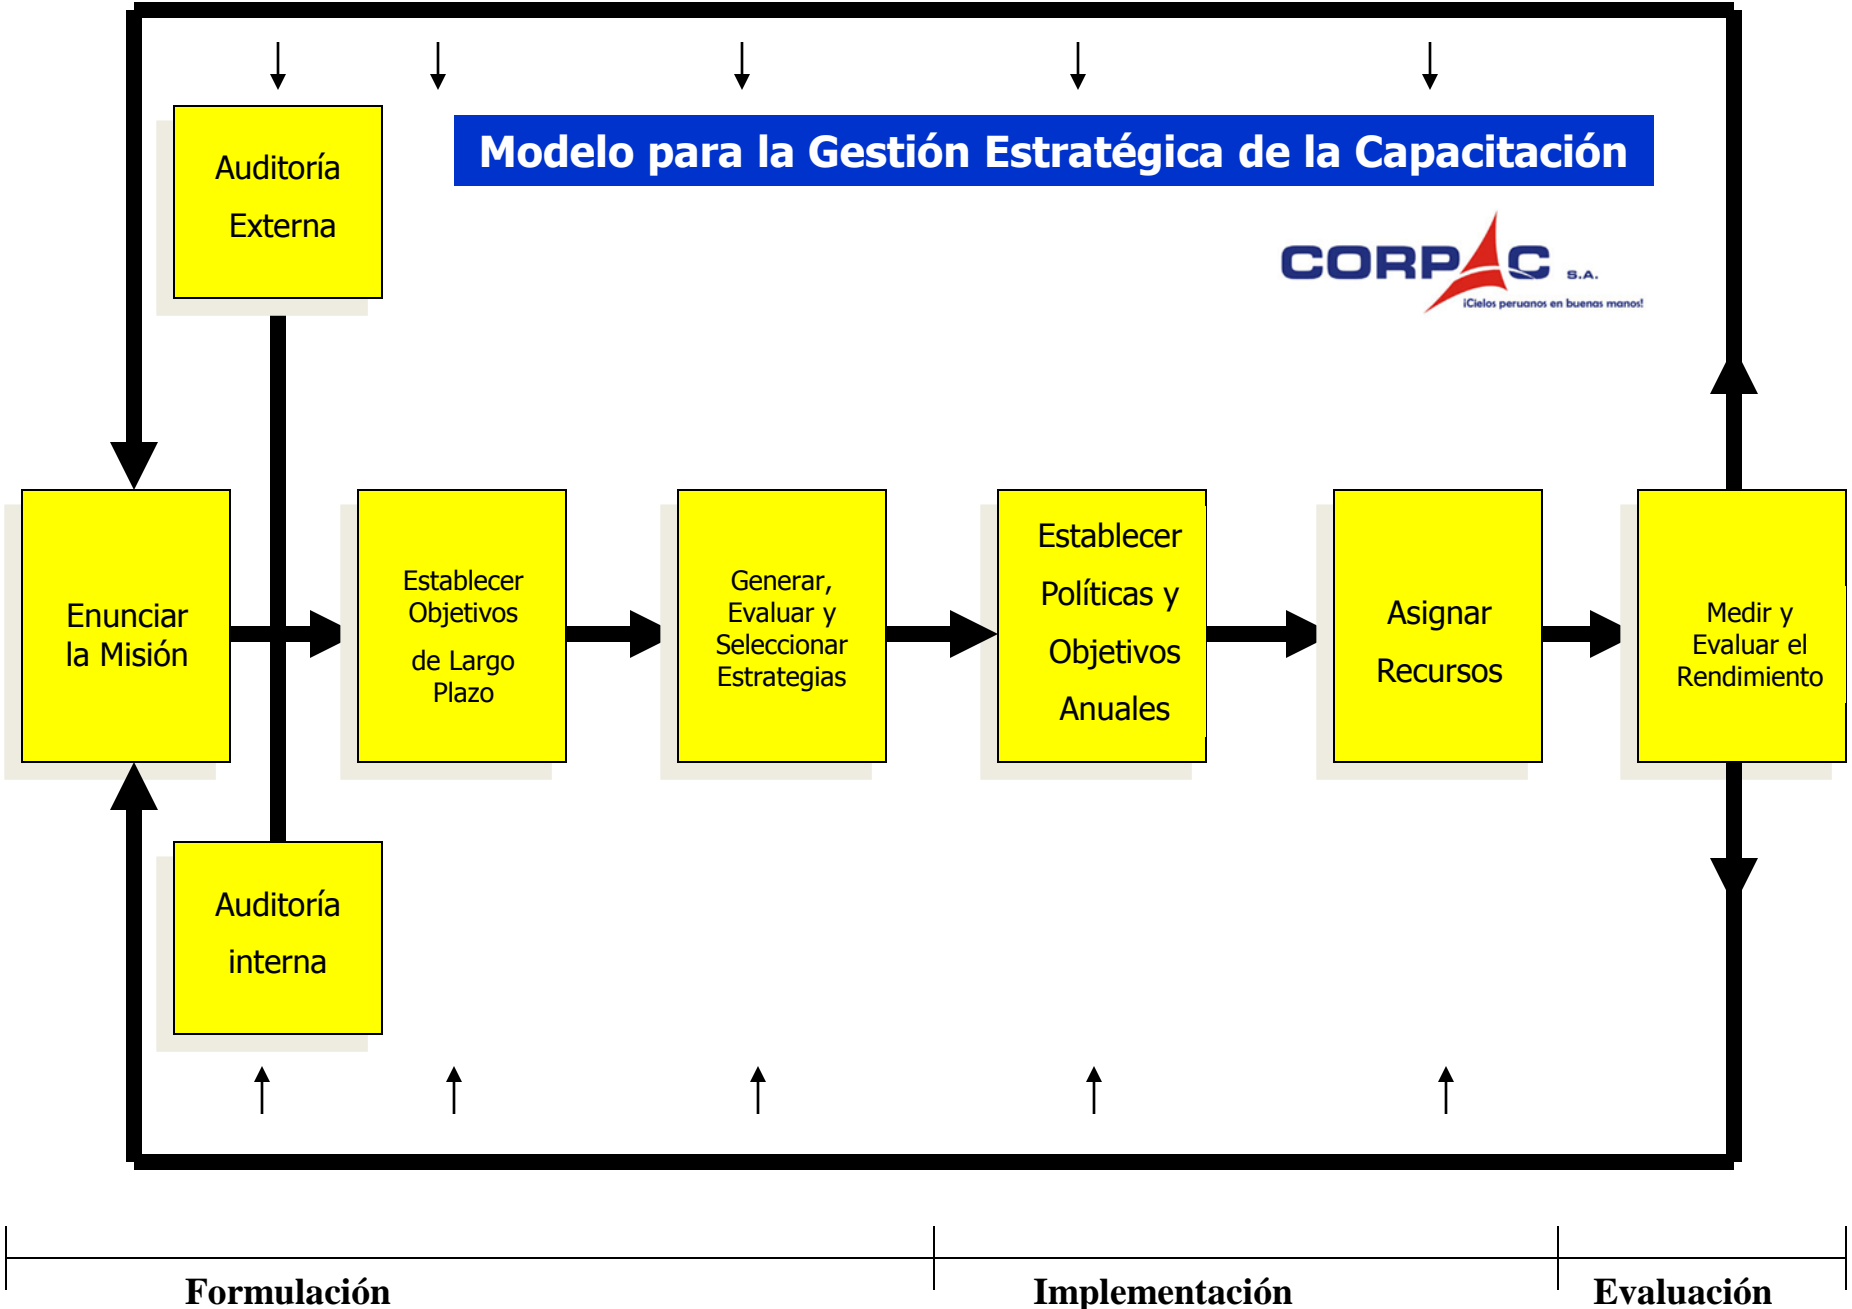 Modelo para la Gestión Estratégica de la Capacitación
Auditoría
Externa
CORPAC S.A.
¡Cielos peruanos en buenas manos!
Enunciar
la Misión
Establecer
Objetivos
de Largo
Plazo
Generar,
Evaluar y
Seleccionar
Estrategias
Establecer
Políticas y
Objetivos
Anuales
Asignar
Recursos
Medir y
Evaluar el
Rendimiento
Auditoría
interna
Formulación
Implementación
Evaluación